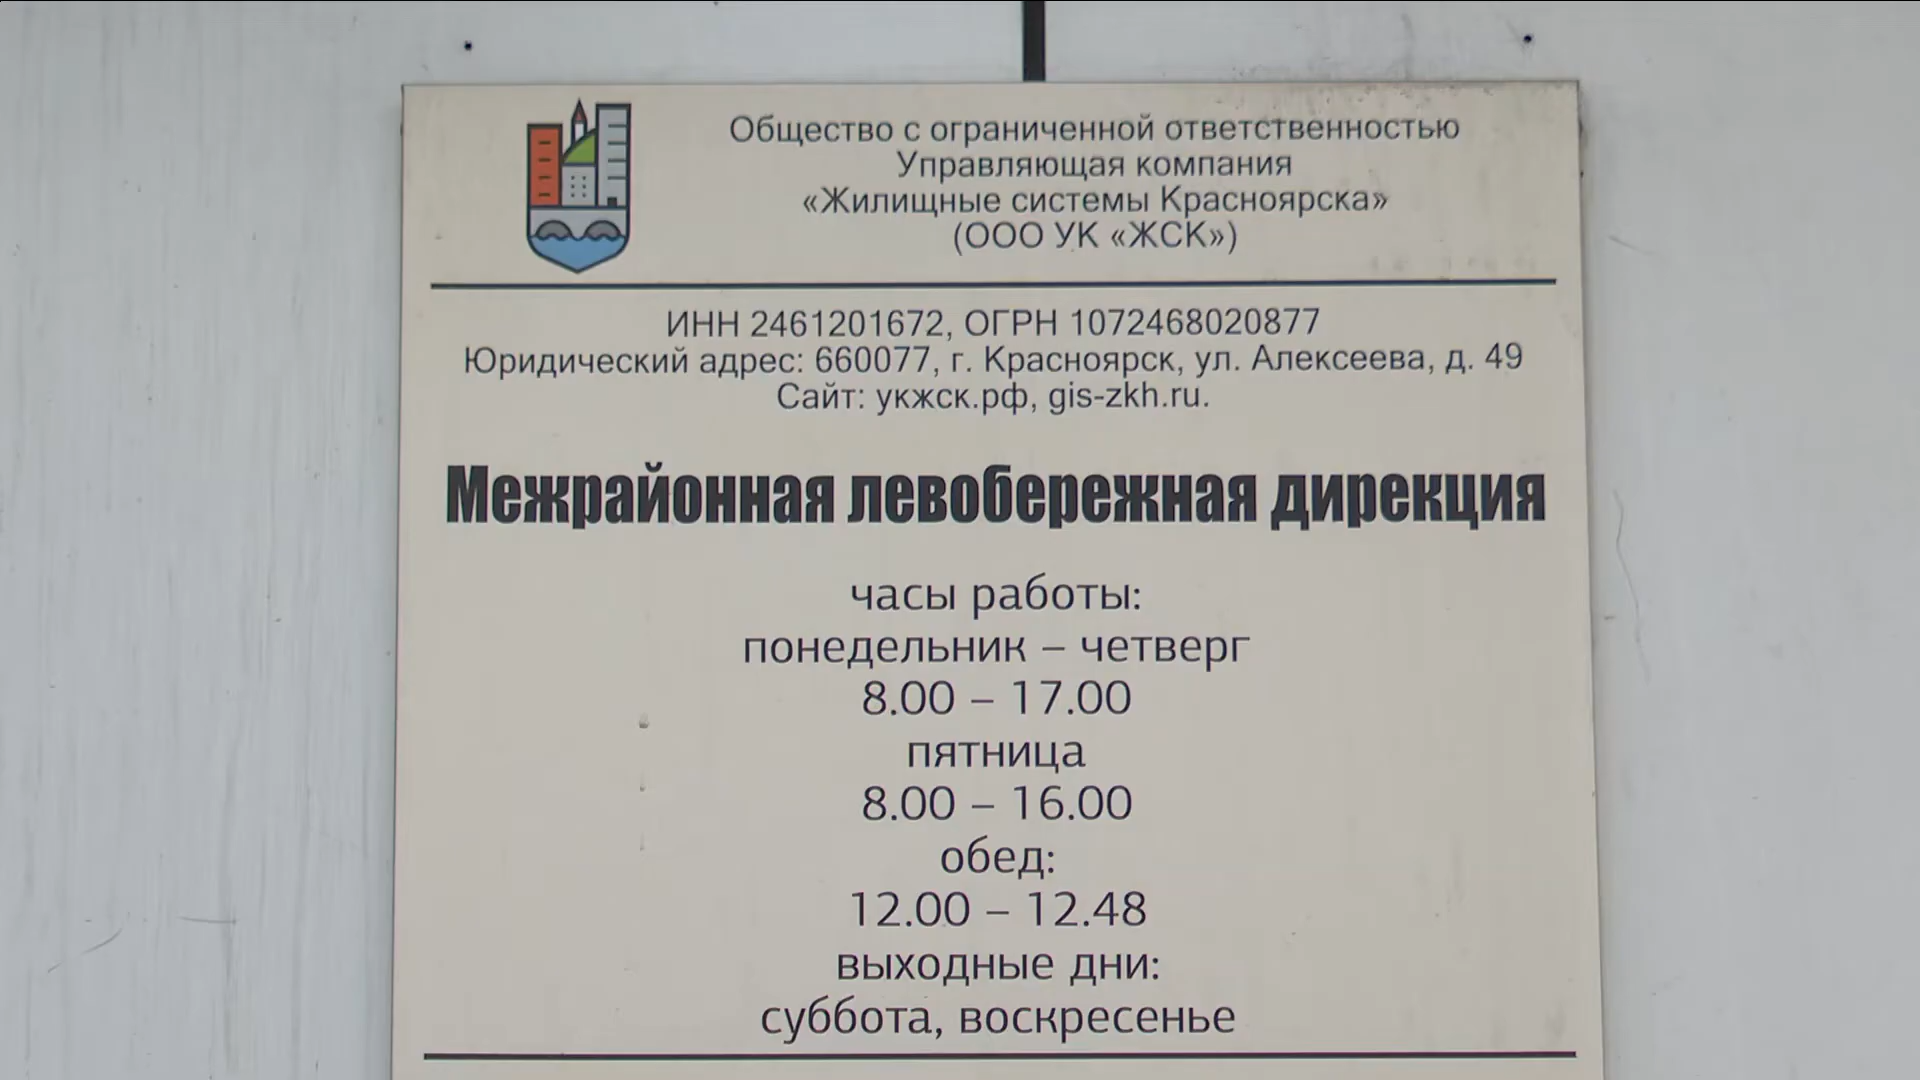 Общество с ограниченной ответственностью
Управляющая компания
«Жилищные системы Красноярска»
(ООО УК «ЖСК»)
ИНН 2461201672, ОГРН 1072468020877
Юридический адрес: 660077, г. Красноярск, ул. Алексеева, д. 49
Сайт: укжск.рф, gis-zkh.ru.
Межрайонная левобережная дирекция
часы работы:
понедельник – четверг
8.00 – 17.00
пятница
8.00 – 16.00
обед:
12.00 – 12.48
выходные дни:
суббота, воскресенье